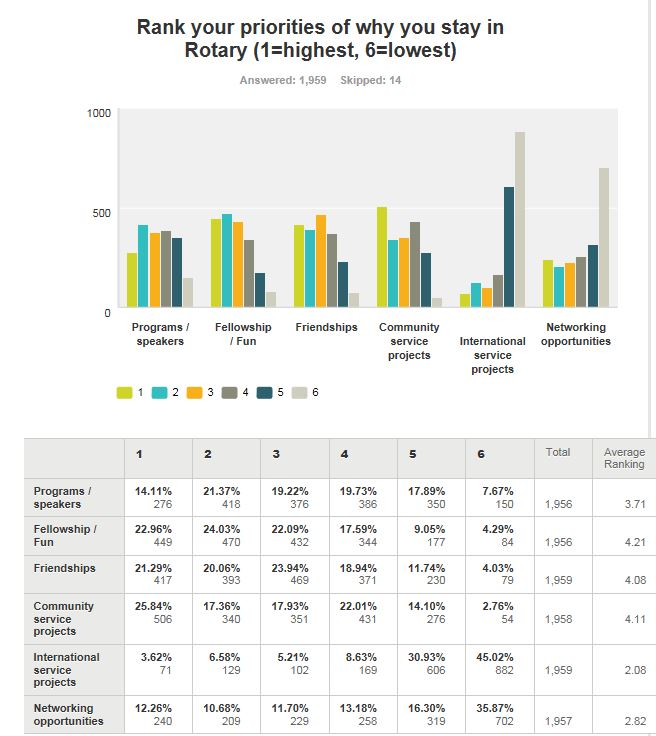 Rank your priorities of why you stay in
Rotary (1=highest, 6=lowest)
Answered: 1,959 Skipped: 14
1000
500
0
Programs /
speakers
Fellowship
/ Fun
Friendships
Community
service
projects
International
service
projects
Networking
opportunities
1 2 3 4 5 6
1 2 3 4 5 6 Total Average
Ranking
Programs / 14.11% 21.37% 19.22% 19.73% 17.89% 7.67%
speakers 276 418 376 386 350 150 1,956 3.71
Fellowship / 22.96% 24.03% 22.09% 17.59% 9.05% 4.29%
Fun 449 470 432 344 177 84 1,956 4.21
Friendships 21.29% 20.06% 23.94% 18.94% 11.74% 4.03%
417 393 469 371 230 79 1,959 4.08
Community 25.84% 17.36% 17.93% 22.01% 14.10% 2.76%
service 506 340 351 431 276 54 1,958 4.11
projects
International 3.62% 6.58% 5.21% 8.63% 30.93% 45.02%
service 71 129 102 169 606 882 1,959 2.08
projects
Networking 12.26% 10.68% 11.70% 13.18% 16.30% 35.87%
opportunities 240 209 229 258 319 702 1,957 2.82